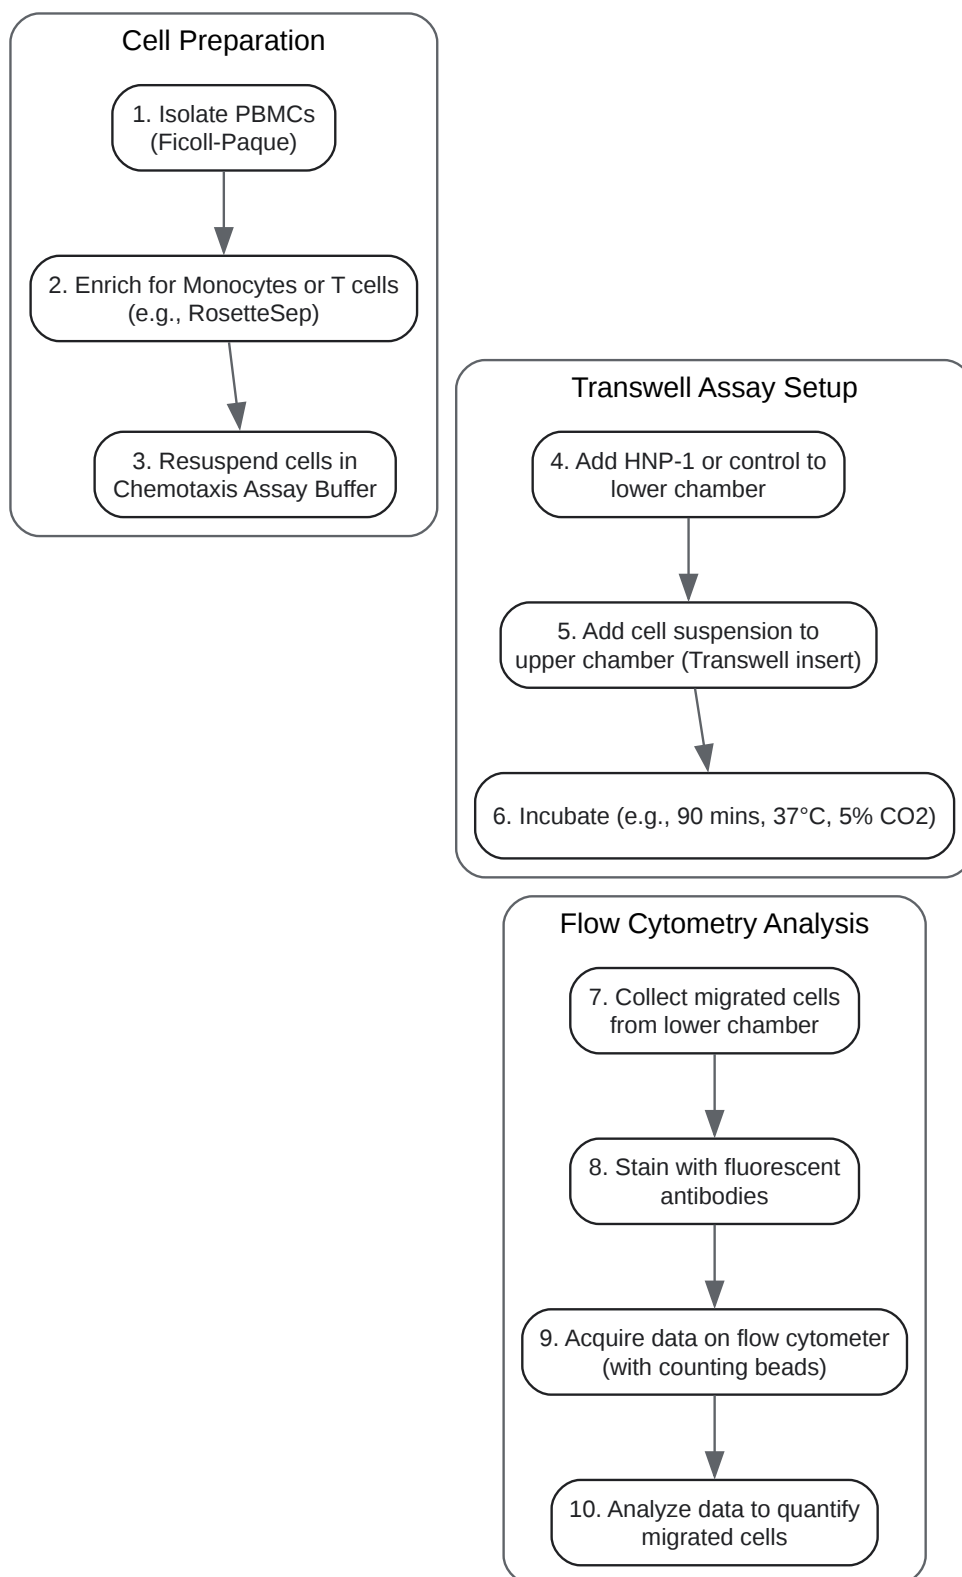 Cell Preparation
1. Isolate PBMCs
(Ficoll-Paque)
2. Enrich for Monocytes or T cells
(e.g., RosetteSep)
3. Resuspend cells in
Chemotaxis Assay Buffer
Transwell Assay Setup
4. Add HNP-1 or control to
lower chamber
5. Add cell suspension to
upper chamber (Transwell insert)
6. Incubate (e.g., 90 mins, 37°C, 5% CO2)
Flow Cytometry Analysis
7. Collect migrated cells
from lower chamber
8. Stain with fluorescent
antibodies
9. Acquire data on flow cytometer
(with counting beads)
10. Analyze data to quantify
migrated cells